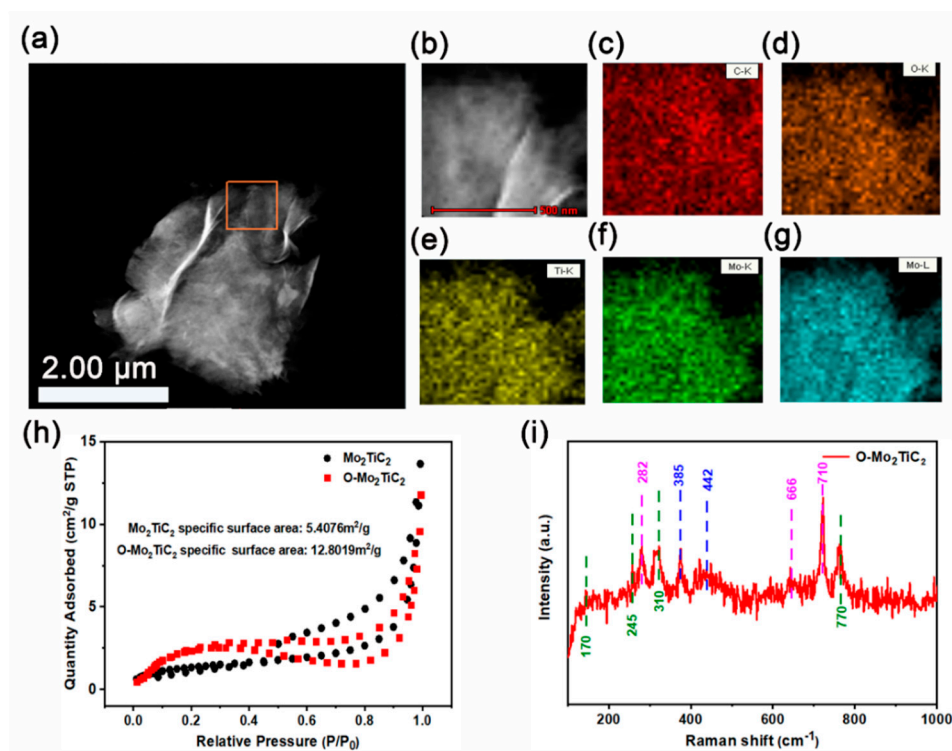 (a)
2.00 μm
(b)
500 nm
(c)
C-K
(d)
O-K
(e)
Ti-K
(f)
Mo-K
(g)
Mo-L
(h)
Quantity Adsorbed (cm²/g STP)
15
10
5
0
Mo₂TiC₂
O-Mo₂TiC₂
Mo₂TiC₂ specific surface area: 5.4076m²/g
O-Mo₂TiC₂ specific surface area: 12.8019m²/g
0.0 0.2 0.4 0.6 0.8 1.0
Relative Pressure (P/P₀)
(i)
Intensity (a.u.)
O-Mo₂TiC₂
282
385
442
666
710
170
245
310
770
200 400 600 800 1000
Raman shift (cm⁻¹)